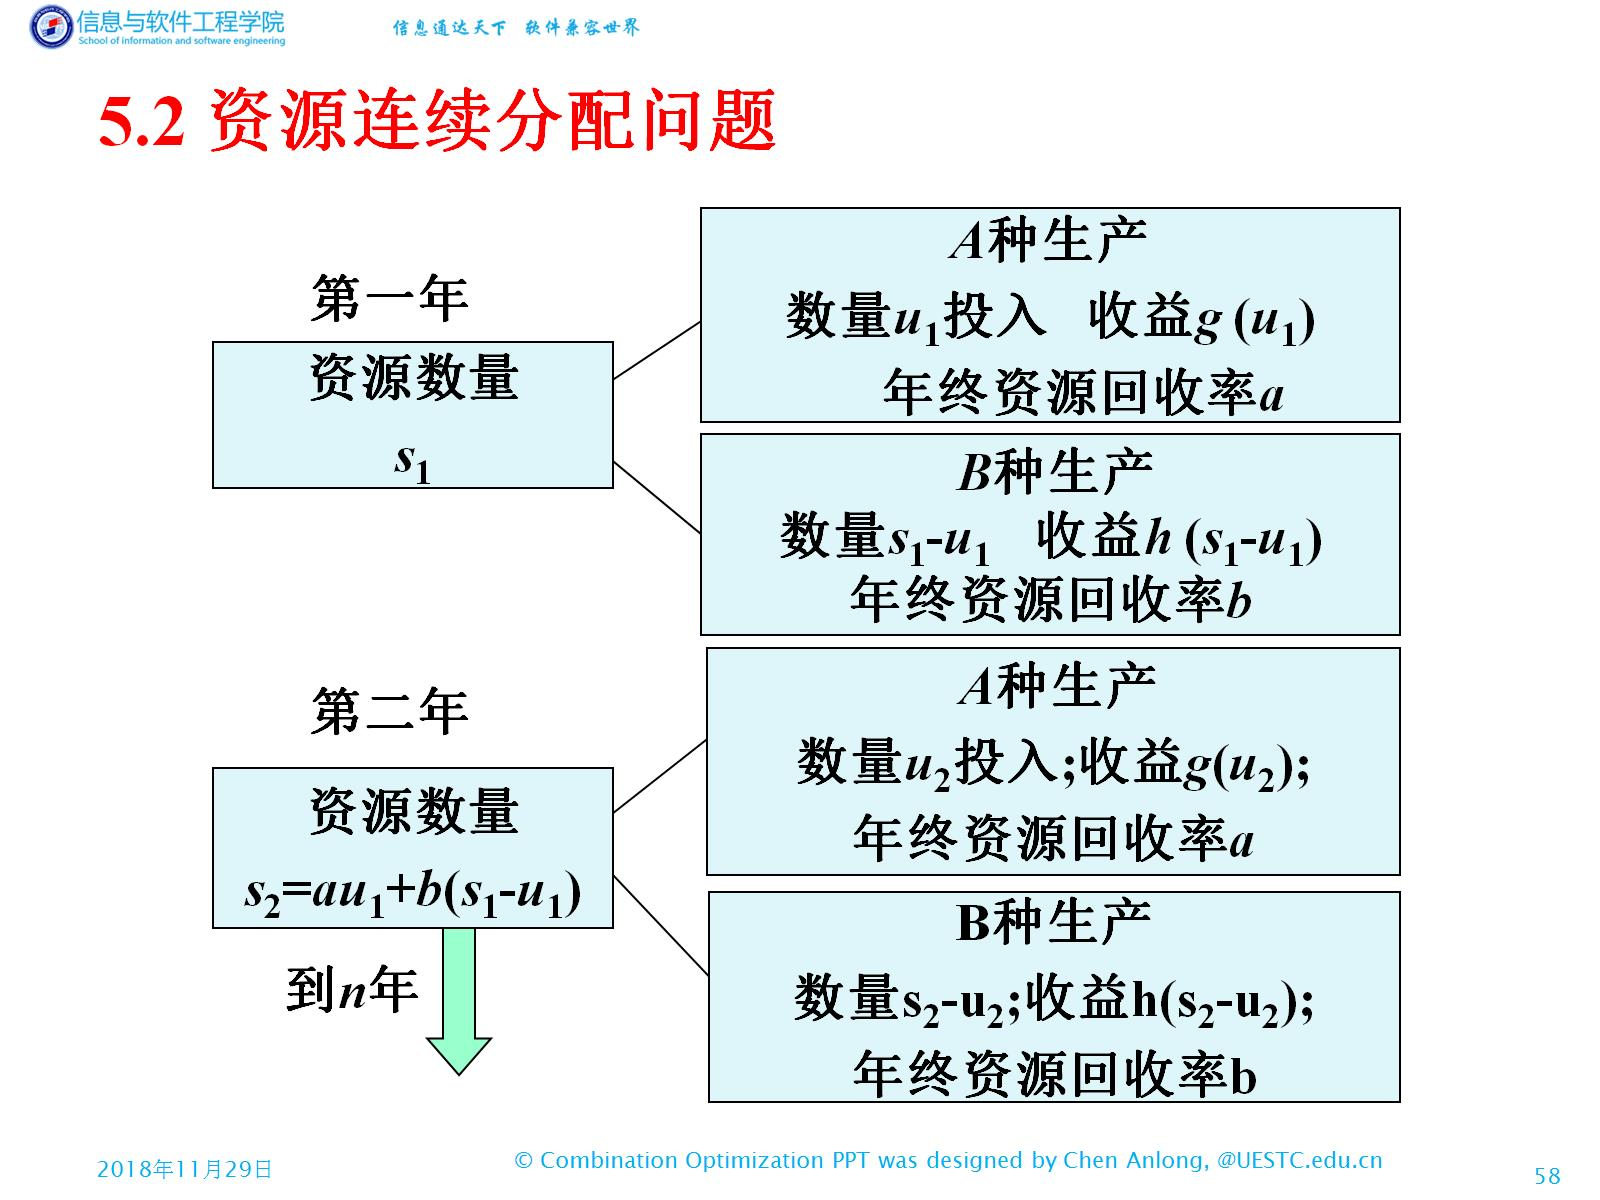 信息与软件工程学院
School of information and software engineering
信息通达天下 软件兼容世界
5.2 资源连续分配问题
第一年
资源数量
s1
A种生产
数量u1投入 收益g (u1)
年终资源回收率a
B种生产
数量s1-u1 收益h (s1-u1)
年终资源回收率b
第二年
资源数量
s2=au1+b(s1-u1)
到n年
A种生产
数量u2投入;收益g(u2);
年终资源回收率a
B种生产
数量s2-u2;收益h(s2-u2);
年终资源回收率b
2018年11月29日
© Combination Optimization PPT was designed by Chen Anlong, @UESTC.edu.cn
58